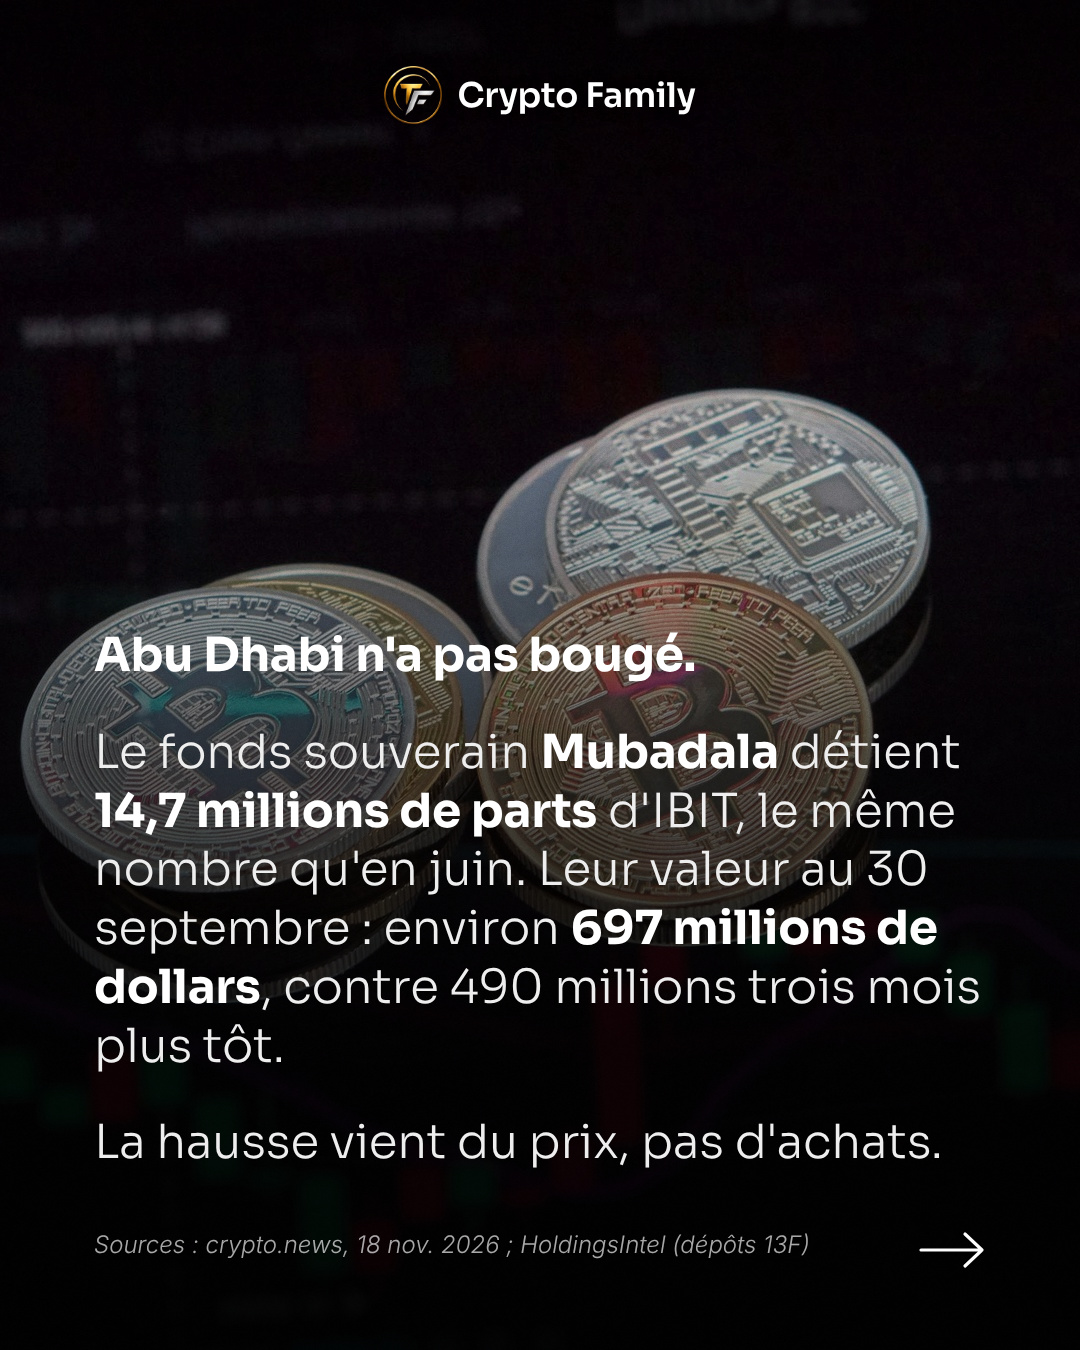 Crypto Family
Abu Dhabi n'a pas bougé.
Le fonds souverain Mubadala détient
14,7 millions de parts d'IBIT, le même
nombre qu'en juin. Leur valeur au 30
septembre : environ 697 millions de
dollars, contre 490 millions trois mois
plus tôt.
La hausse vient du prix, pas d'achats.
Sources : crypto.news, 18 nov. 2026 ; HoldingsIntel (dépôts 13F)